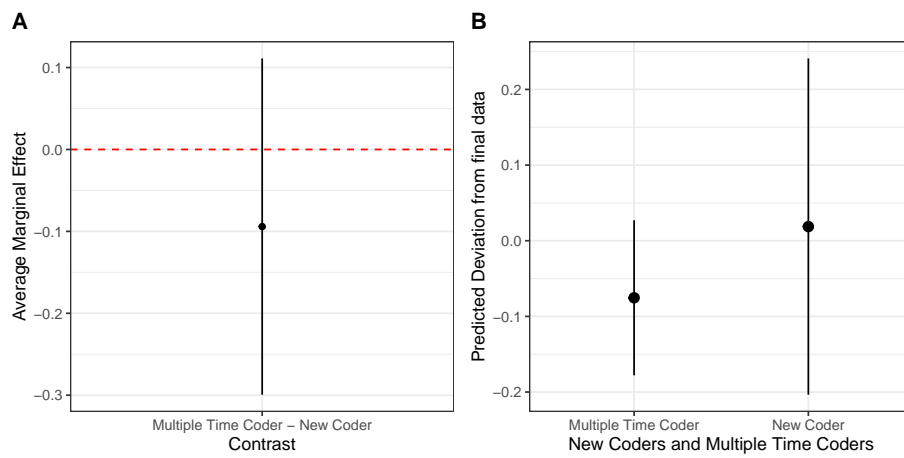 A
Average Marginal Effect
0.1
0.0
−0.1
−0.2
−0.3
Multiple Time Coder − New Coder
Contrast
B
Predicted Deviation from final data
0.2
0.1
0.0
−0.1
−0.2
Multiple Time Coder
New Coder
New Coders and Multiple Time Coders